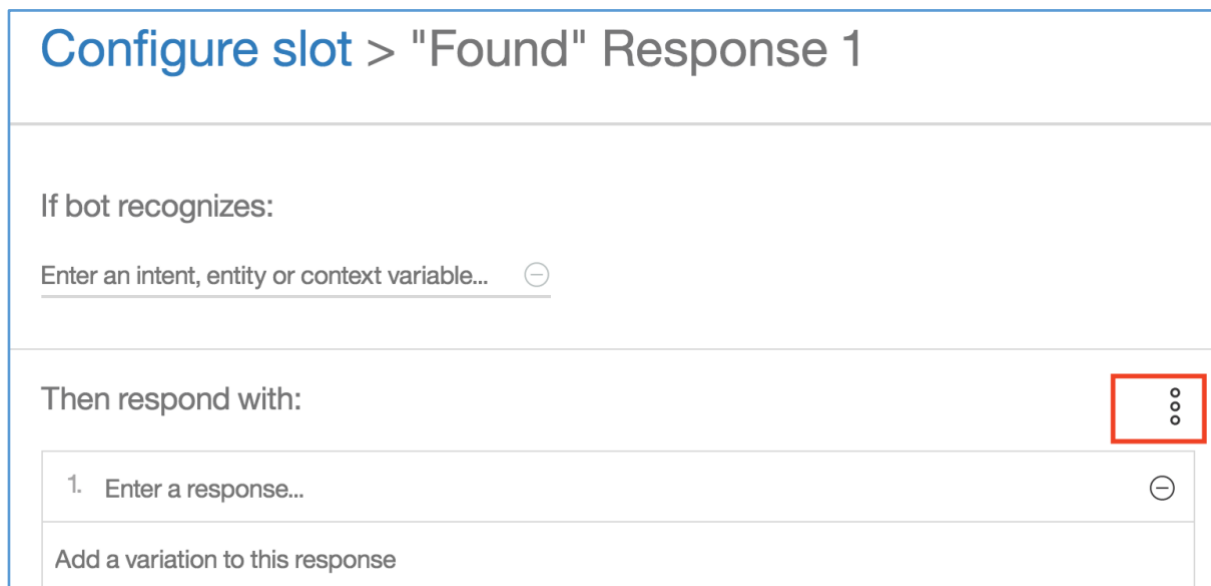 Configure slot > "Found" Response 1
If bot recognizes:
Enter an intent, entity or context variable...
Then respond with:
1. Enter a response...
Add a variation to this response